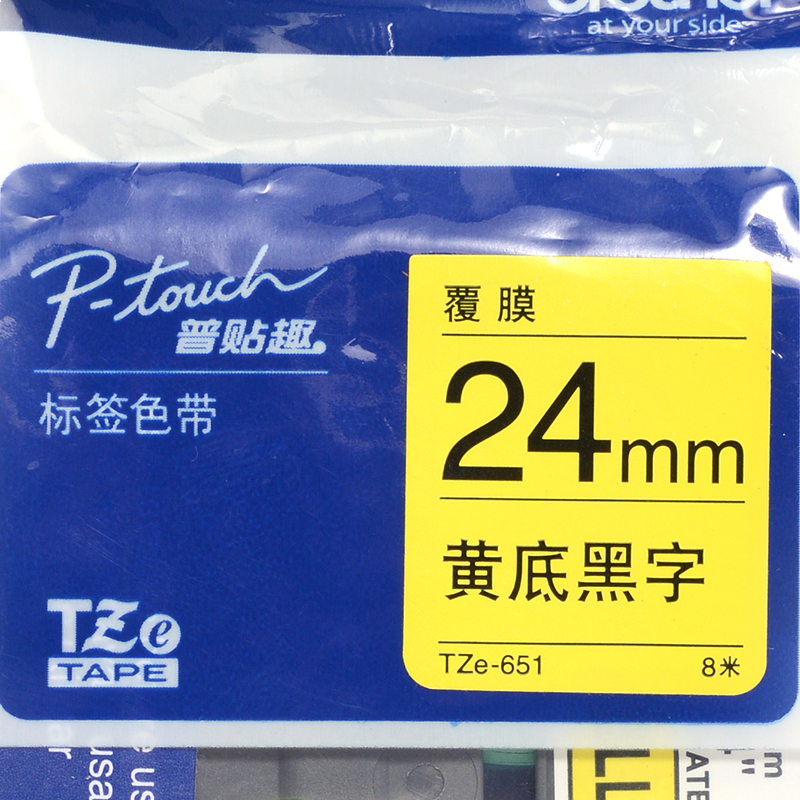 at your side
P-touch
普贴趣
标签色带
TZe
TAPE
覆膜
24mm
黄底黑字
TZe-651
8米